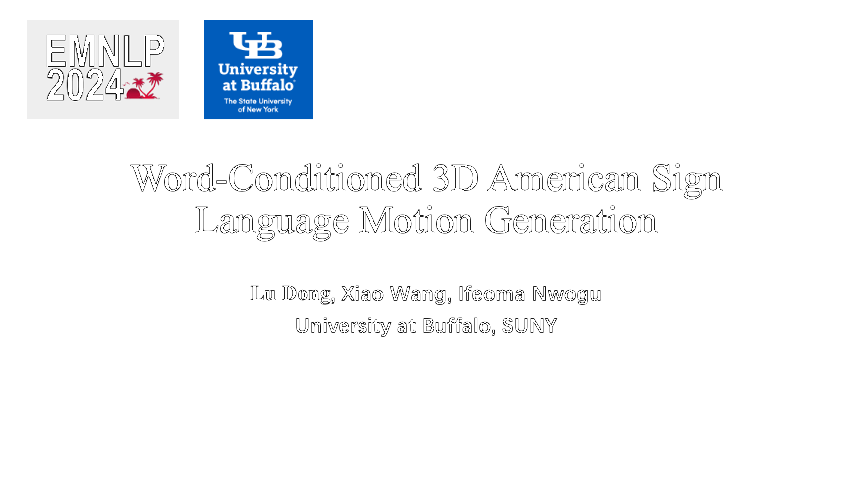 EMNLP
2024
University
at Buffalo
The State University
of New York
Word-Conditioned 3D American Sign
Language Motion Generation
Lu Dong, Xiao Wang, Ifeoma Nwogu
University at Buffalo, SUNY